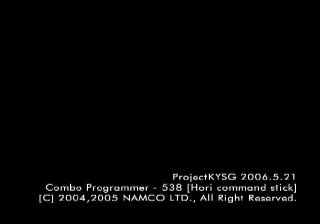 ProjectKYSG 2006.5.21
Combo Programmer - 538 [Hori command stick]
[C] 2004,2005 NAMCO LTD., All Right Reserved.